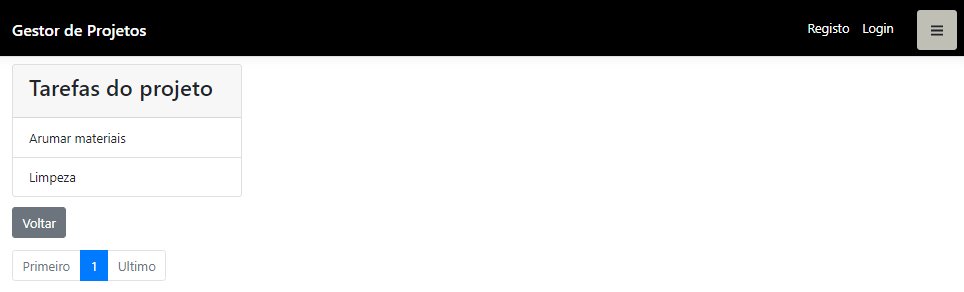 Gestor de Projetos
Registo Login
Tarefas do projeto
Arumar materiais
Limpeza
Voltar
Primeiro 1 Ultimo